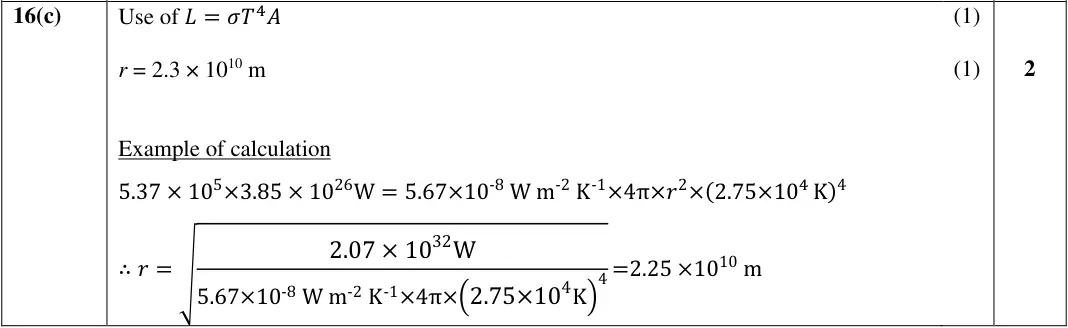 16(c) Use of 𝐿 = 𝜎𝑇⁴𝐴 (1)
r = 2.3 × 10¹⁰ m (1) 2
Example of calculation
5.37 × 10⁵×3.85 × 10²⁶W = 5.67×10⁻⁸ W m⁻² K⁻¹×4π×𝑟²×(2.75×10⁴ K)⁴
∴ 𝑟 = √(2.07 × 10³²W / 5.67×10⁻⁸ W m⁻² K⁻¹×4π×(2.75×10⁴K)⁴) =2.25 ×10¹⁰ m